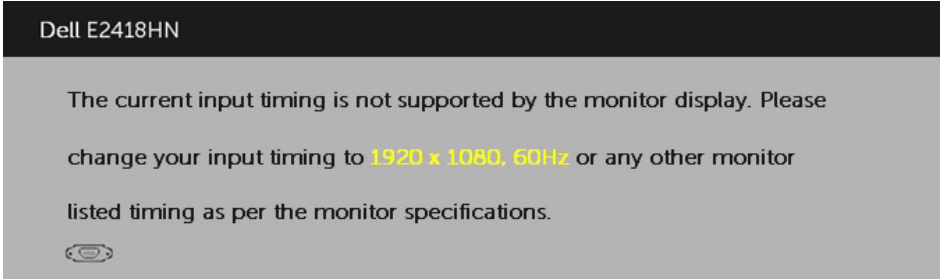 Dell E2418HN
The current input timing is not supported by the monitor display. Please
change your input timing to 1920 x 1080, 60Hz or any other monitor
listed timing as per the monitor specifications.